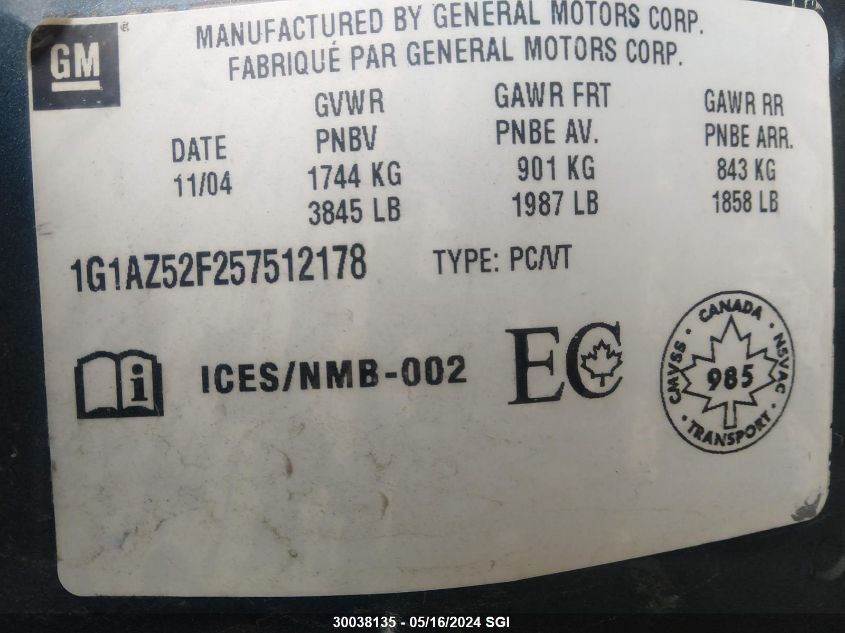 GM
MANUFACTURED BY GENERAL MOTORS CORP.
FABRIQUÉ PAR GENERAL MOTORS CORP.
GVWR GAWR FRT GAWR RR
DATE PNBV PNBE AV. PNBE ARR.
11/04 1744 KG 901 KG 843 KG
3845 LB 1987 LB 1858 LB
1G1AZ52F257512178 TYPE: PC/VT
i ICES/NMB-002 EC
CANADA
CMVSS 985 NSVAC
TRANSPORT
30038135 - 05/16/2024 SGI